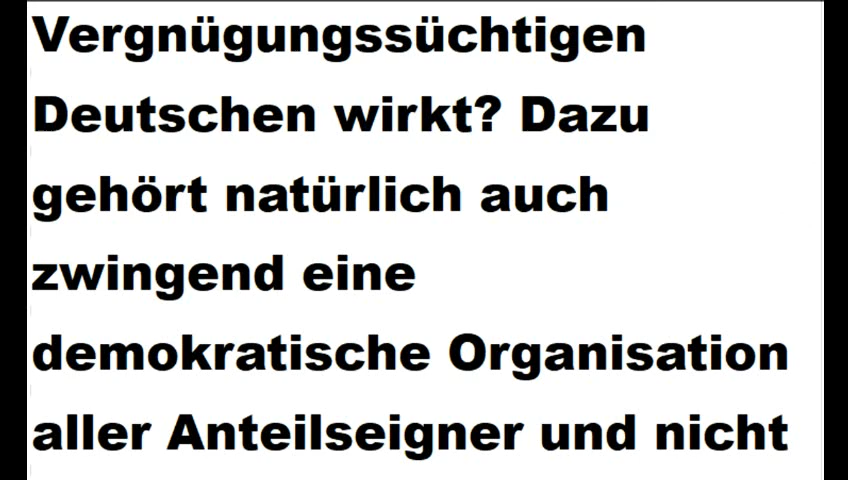 Vergnügungssüchtigen
Deutschen wirkt? Dazu
gehört natürlich auch
zwingend eine
demokratische Organisation
aller Anteilseigner und nicht